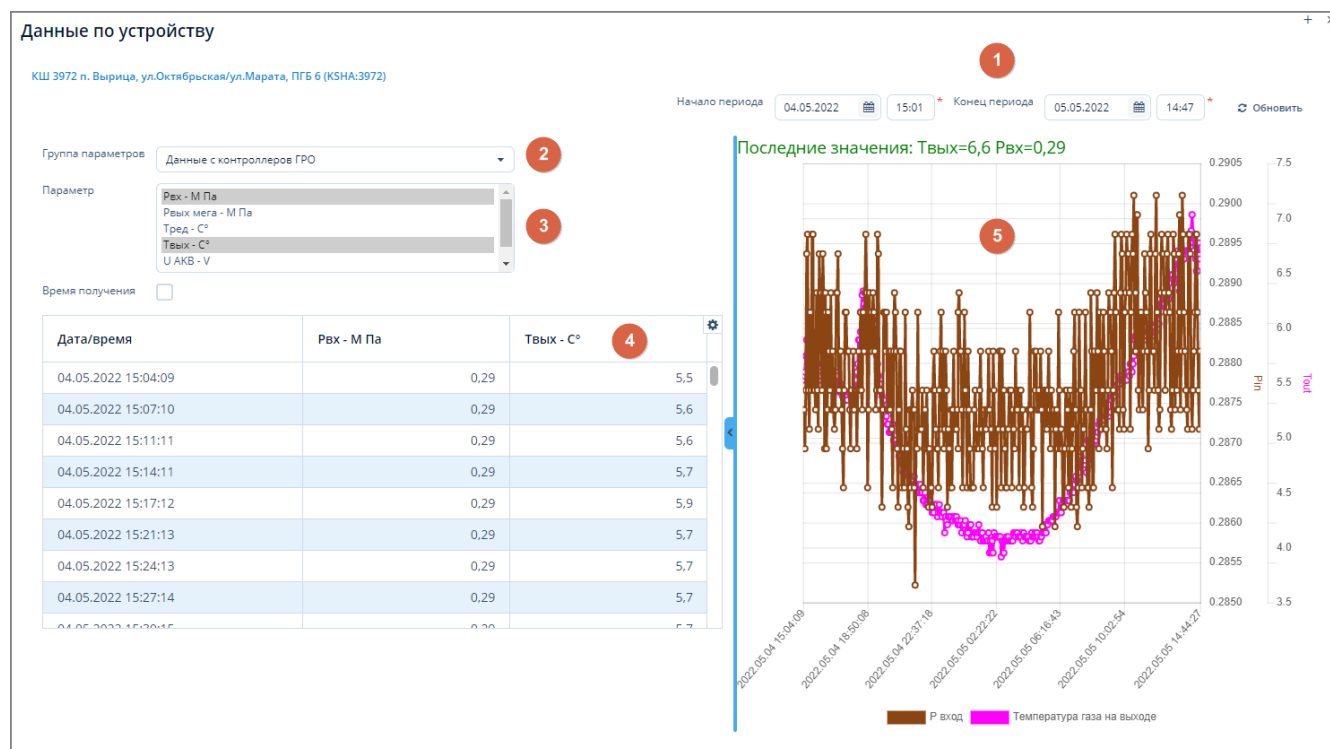 Данные по устройству
КШ 3972 п. Вырица, ул.Октябрьская/ул.Марата, ПГБ 6 (KSHA:3972)
1
Начало периода 04.05.2022 15:01 * Конец периода 05.05.2022 14:47 * Обновить
Группа параметров Данные с контроллеров ГРО 2
Параметр
Рвх - М Па
Рвых мега - М Па
Тред - С°
Твых - С°
U АКВ - V
3
Время получения
Дата/время Рвх - М Па Твых - С° 4
04.05.2022 15:04:09 0,29 5,5
04.05.2022 15:07:10 0,29 5,6
04.05.2022 15:11:11 0,29 5,6
04.05.2022 15:14:11 0,29 5,7
04.05.2022 15:17:12 0,29 5,9
04.05.2022 15:21:13 0,29 5,7
04.05.2022 15:24:13 0,29 5,7
04.05.2022 15:27:14 0,29 5,7
Последние значения: Твых=6,6 Рвх=0,29
5
0.2905
0.2900
0.2895
0.2890
0.2885
0.2880
0.2875
0.2870
0.2865
0.2860
0.2855
0.2850
Pin
7.5
7.0
6.5
6.0
5.5
5.0
4.5
4.0
3.5
Tout
2022.05.04 15:04:09
2022.05.04 18:50:08
2022.05.04 22:37:18
2022.05.05 02:22:22
2022.05.05 06:16:43
2022.05.05 10:02:54
2022.05.05 14:44:27
Р вход Температура газа на выходе